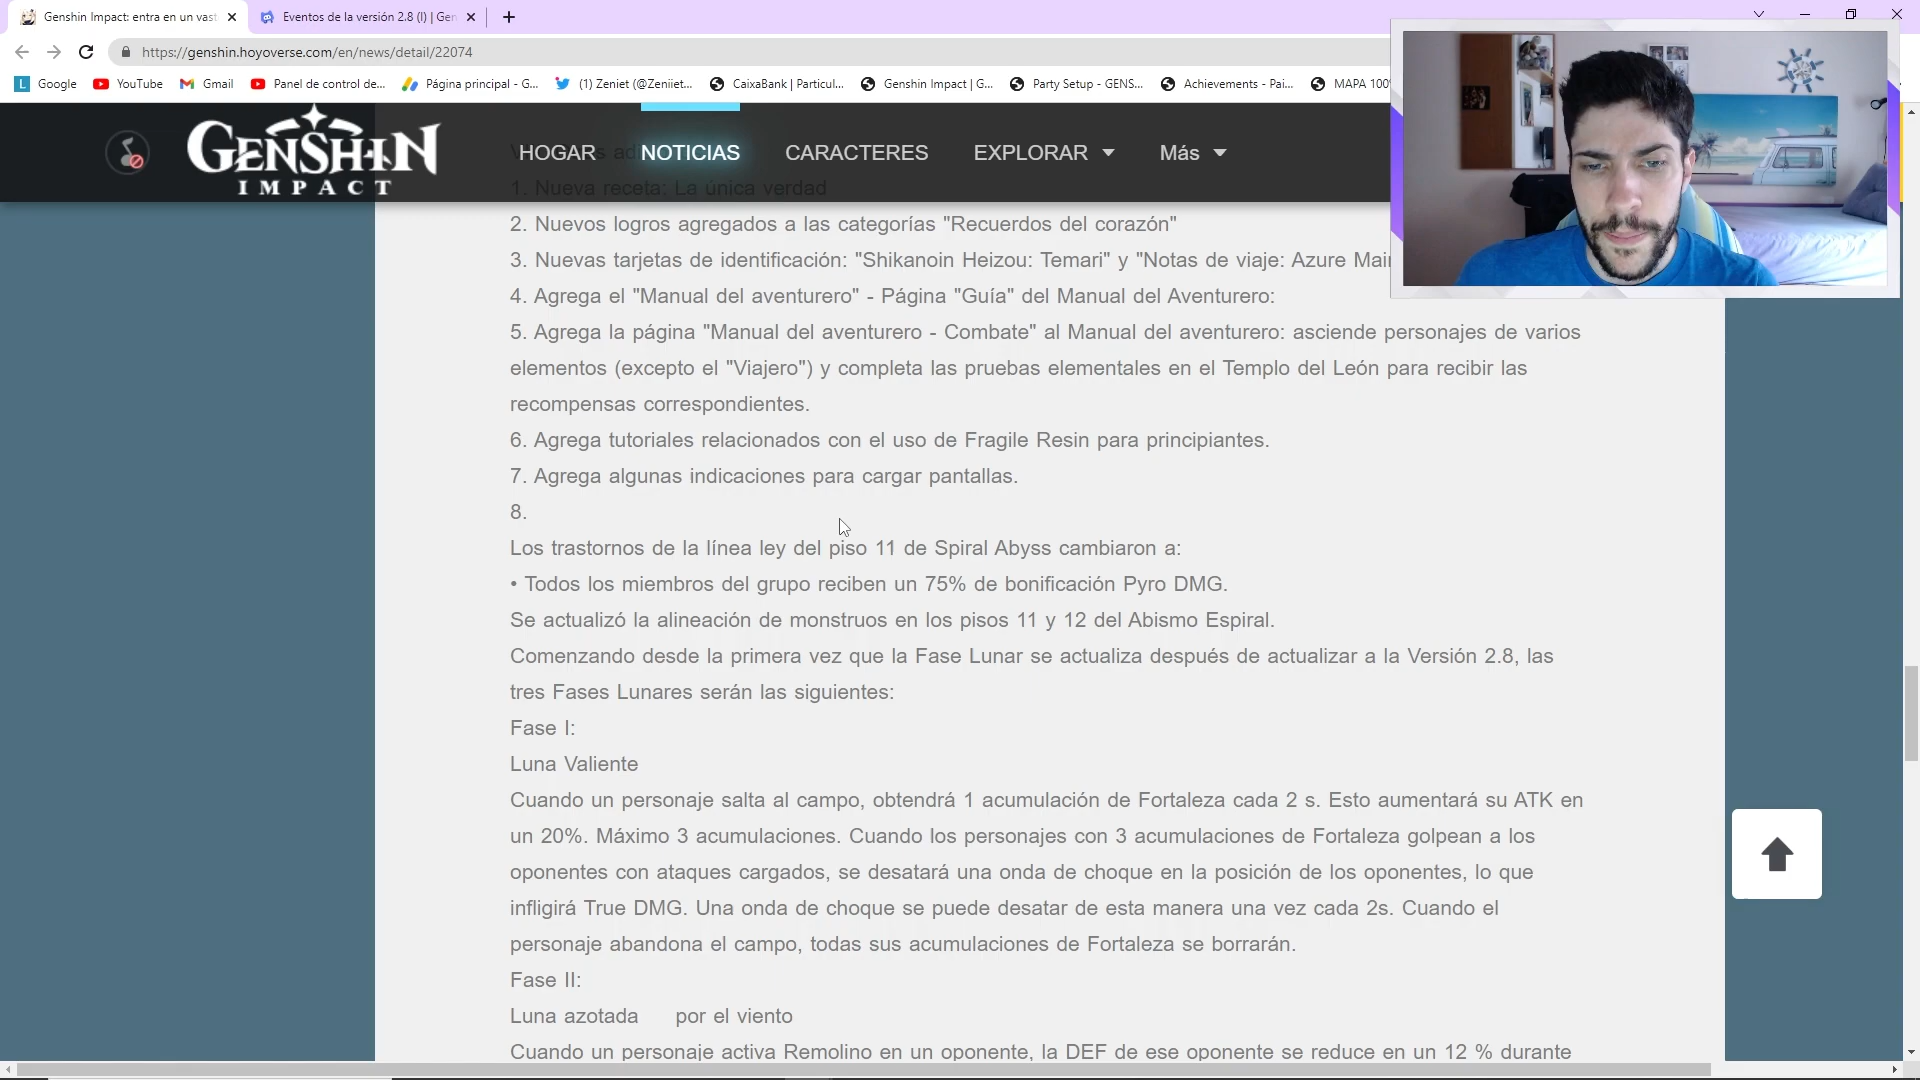 Genshin Impact: entra en un vast
Eventos de la versión 2.8 (I) | Gen
https://genshin.hoyoverse.com/en/news/detail/22074
Google
YouTube
Gmail
Panel de control de...
Página principal - G...
(1) Zeniet (@Zeniiet...
CaixaBank | Particul...
Genshin Impact | G...
Party Setup - GENS...
Achievements - Pai...
MAPA 100
GENSHIN
IMPACT
HOGAR
NOTICIAS
CARACTERES
EXPLORAR
Más
1. Nueva receta: La única verdad
2. Nuevos logros agregados a las categorías "Recuerdos del corazón"
3. Nuevas tarjetas de identificación: "Shikanoin Heizou: Temari" y "Notas de viaje: Azure
4. Agrega el "Manual del aventurero" - Página "Guía" del Manual del Aventurero:
5. Agrega la página "Manual del aventurero - Combate" al Manual del aventurero: asciende personajes de varios
elementos (excepto el "Viajero") y completa las pruebas elementales en el Templo del León para recibir las
recompensas correspondientes.
6. Agrega tutoriales relacionados con el uso de Fragile Resin para principiantes.
7. Agrega algunas indicaciones para cargar pantallas.
8.
Los trastornos de la línea ley del piso 11 de Spiral Abyss cambiaron a:
• Todos los miembros del grupo reciben un 75% de bonificación Pyro DMG.
Se actualizó la alineación de monstruos en los pisos 11 y 12 del Abismo Espiral.
Comenzando desde la primera vez que la Fase Lunar se actualiza después de actualizar a la Versión 2.8, las
tres Fases Lunares serán las siguientes:
Fase I:
Luna Valiente
Cuando un personaje salta al campo, obtendrá 1 acumulación de Fortaleza cada 2 s. Esto aumentará su ATK en
un 20%. Máximo 3 acumulaciones. Cuando los personajes con 3 acumulaciones de Fortaleza golpean a los
oponentes con ataques cargados, se desatará una onda de choque en la posición de los oponentes, lo que
infligirá True DMG. Una onda de choque se puede desatar de esta manera una vez cada 2s. Cuando el
personaje abandona el campo, todas sus acumulaciones de Fortaleza se borrarán.
Fase II:
Luna azotada por el viento
Cuando un personaje activa Remolino en un oponente, la DEF de ese oponente se reduce en un 12 % durante